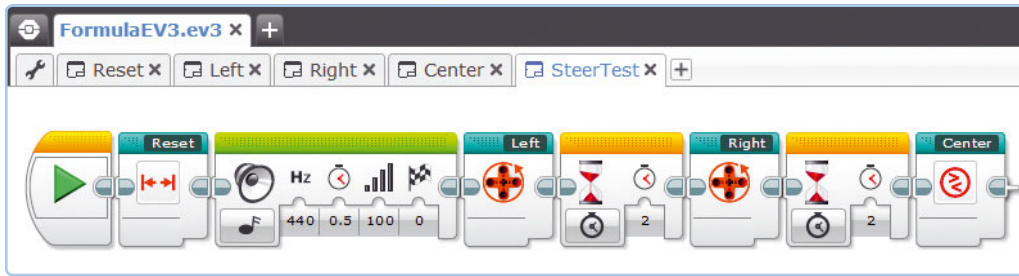 FormulaEV3.ev3
Reset Left Right Center SteerTest
Reset Left Right Center
Hz
440 0.5 100 0 2 2